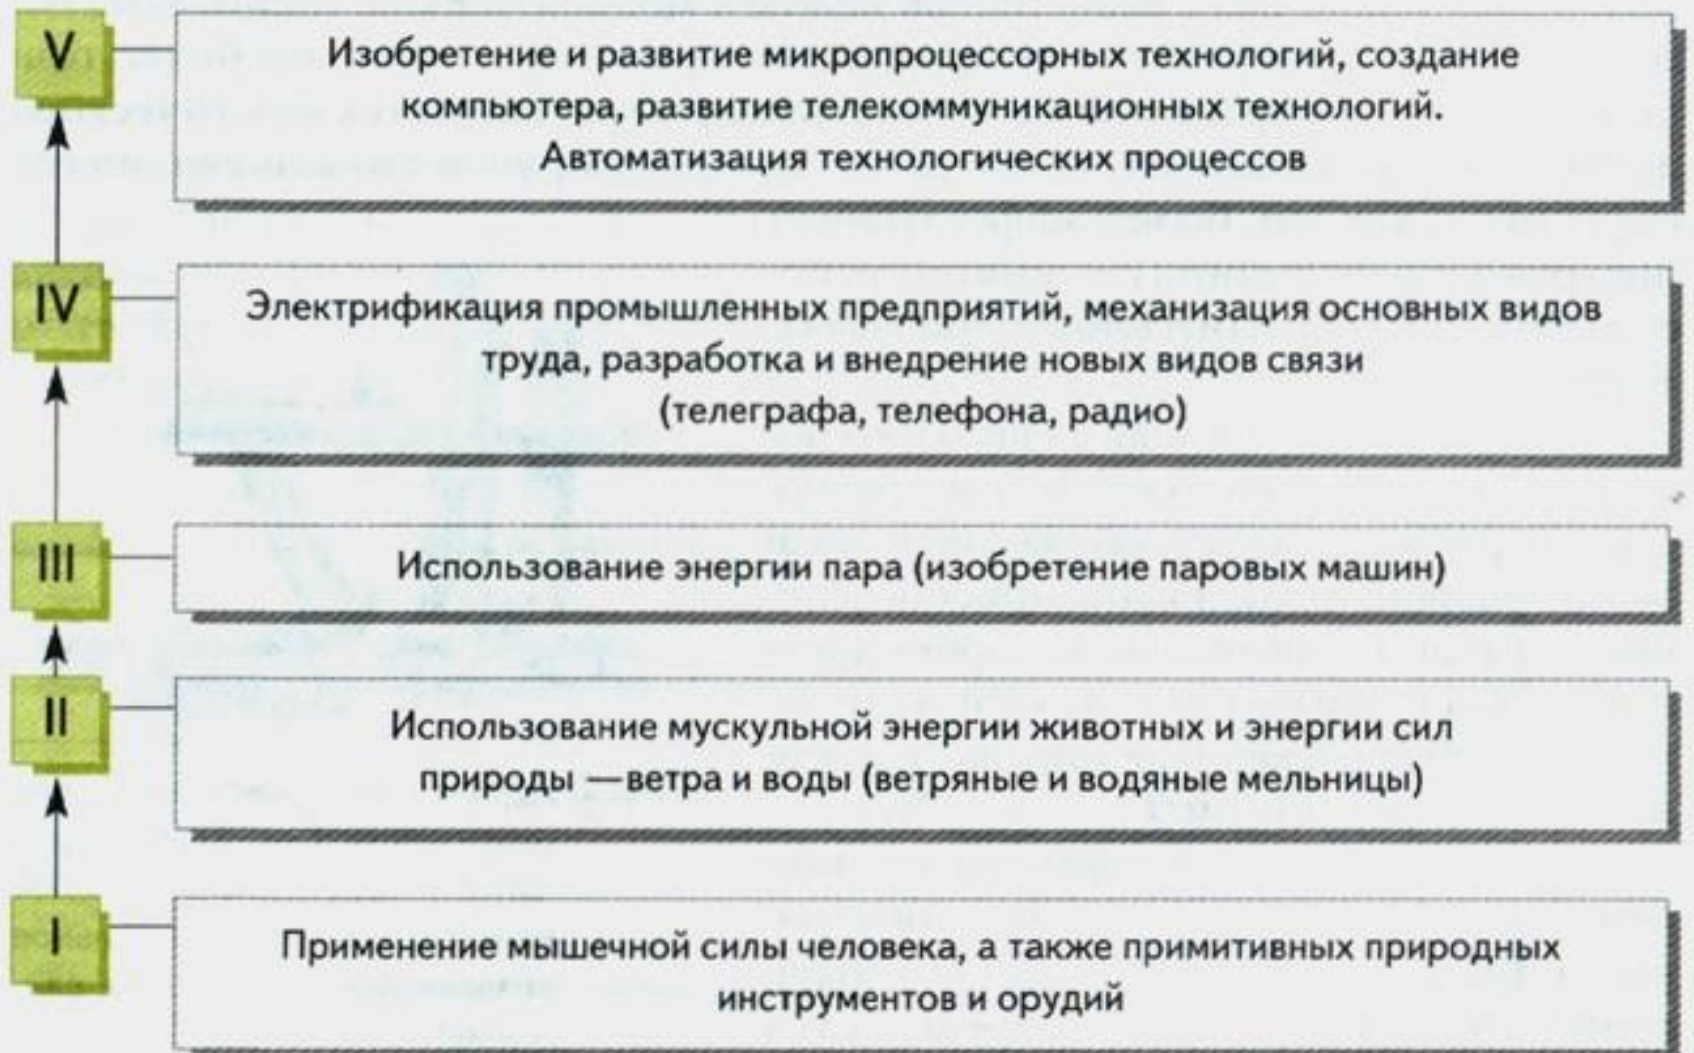 V
Изобретение и развитие микропроцессорных технологий, создание
компьютера, развитие телекоммуникационных технологий.
Автоматизация технологических процессов
IV
Электрификация промышленных предприятий, механизация основных видов
труда, разработка и внедрение новых видов связи
(телеграфа, телефона, радио)
III
Использование энергии пара (изобретение паровых машин)
II
Использование мускульной энергии животных и энергии сил
природы —ветра и воды (ветряные и водяные мельницы)
I
Применение мышечной силы человека, а также примитивных природных
инструментов и орудий